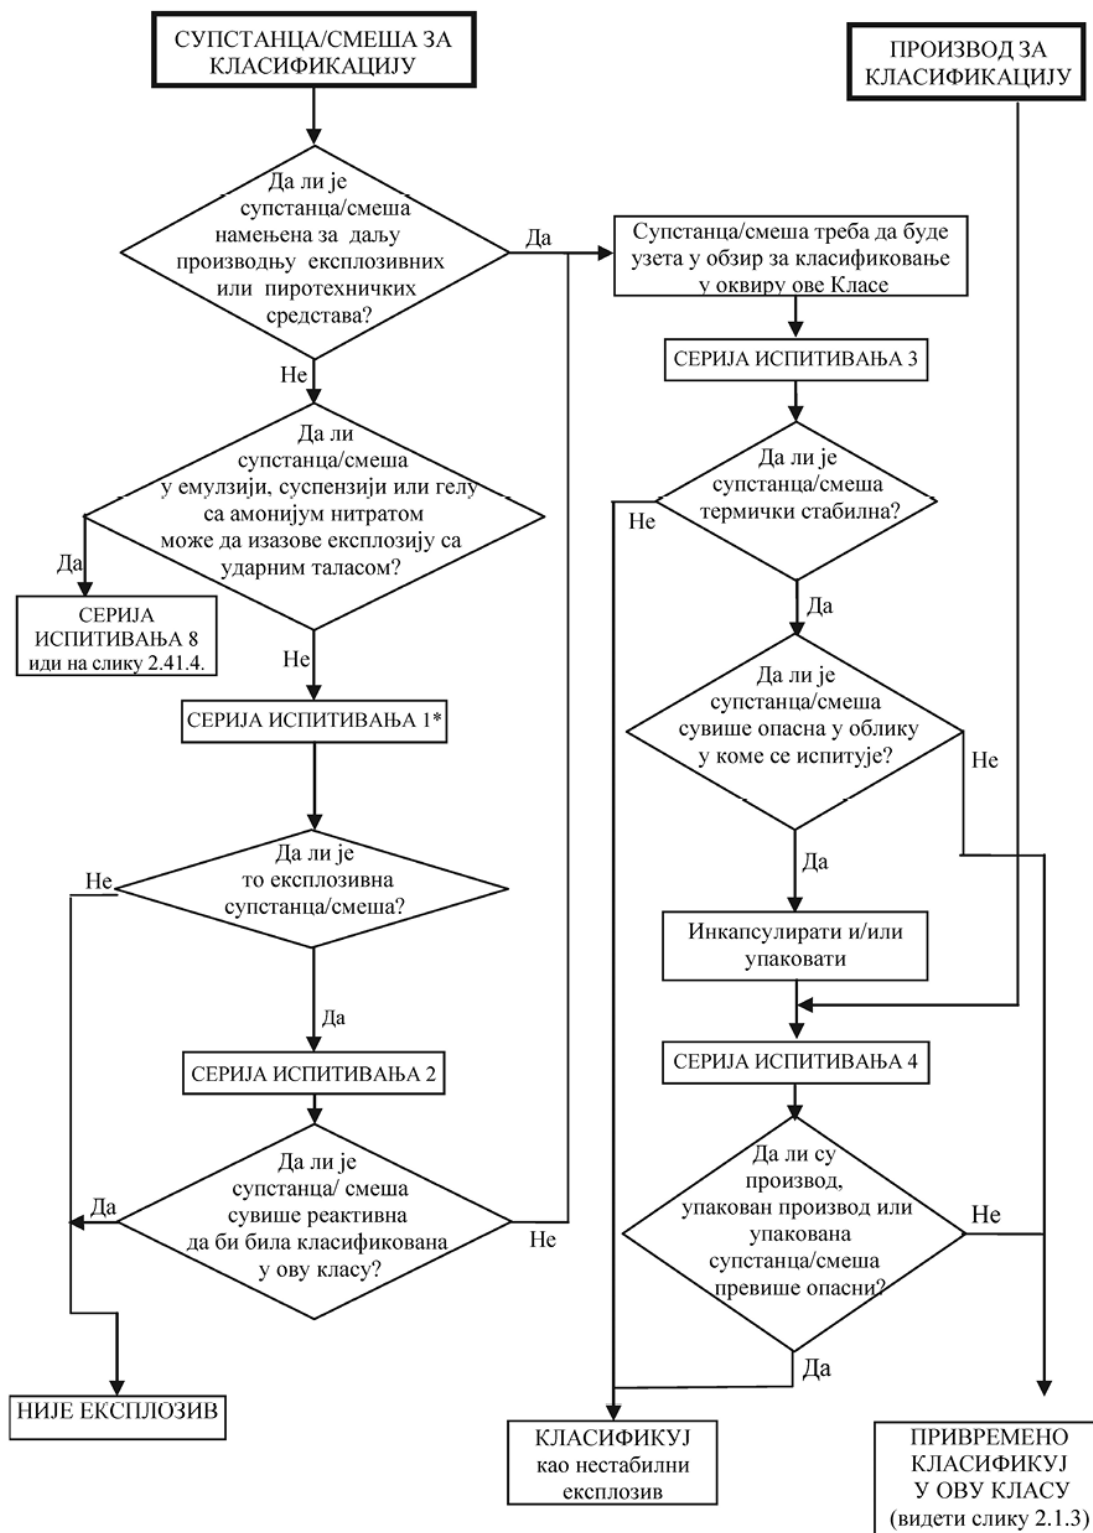 СУПСТАНЦА/СМЕША ЗА
КЛАСИФИКАЦИЈУ
ПРОИЗВОД ЗА
КЛАСИФИКАЦИЈУ
Да ли је
супстанца/смеша
намењена за даљу
производњу експлозивних
или пиротехничких
средстава?
Да
Супстанца/смеша треба да буде
узета у обзир за класификовање
у оквиру ове Класе
Не
СЕРИЈА ИСПИТИВАЊА 3
Да ли
супстанца/смеша
у емулзији, суспензији или гелу
са амонијум нитратом
може да изазове експлозију са
ударним таласом?
Да
СЕРИЈА
ИСПИТИВАЊА 8
иди на слику 2.41.4.
Не
Да ли је
супстанца/смеша
термички стабилна?
Не
Да
СЕРИЈА ИСПИТИВАЊА 1*
Да ли је
супстанца/смеша
сувише опасна у облику
у коме се испитује?
Не
Да
Да ли је
то експлозивна
супстанца/смеша?
Не
Да
Инкапсулирати и/или
упаковати
СЕРИЈА ИСПИТИВАЊА 2
СЕРИЈА ИСПИТИВАЊА 4
Да ли је
супстанца/ смеша
сувише реактивна
да би била класификована
у ову класу?
Да
Не
Да ли су
производ,
упакован производ или
упакована
супстанца/смеша
превише опасни?
Не
Да
НИЈЕ ЕКСПЛОЗИВ
КЛАСИФИКУЈ
као нестабилни
експлозив
ПРИВРЕМЕНО
КЛАСИФИКУЈ
У ОВУ КЛАСУ
(видети слику 2.1.3)